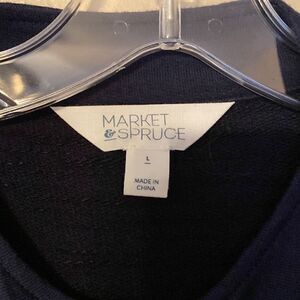 MARKET
& SPRUCE
L
MADE IN
CHINA